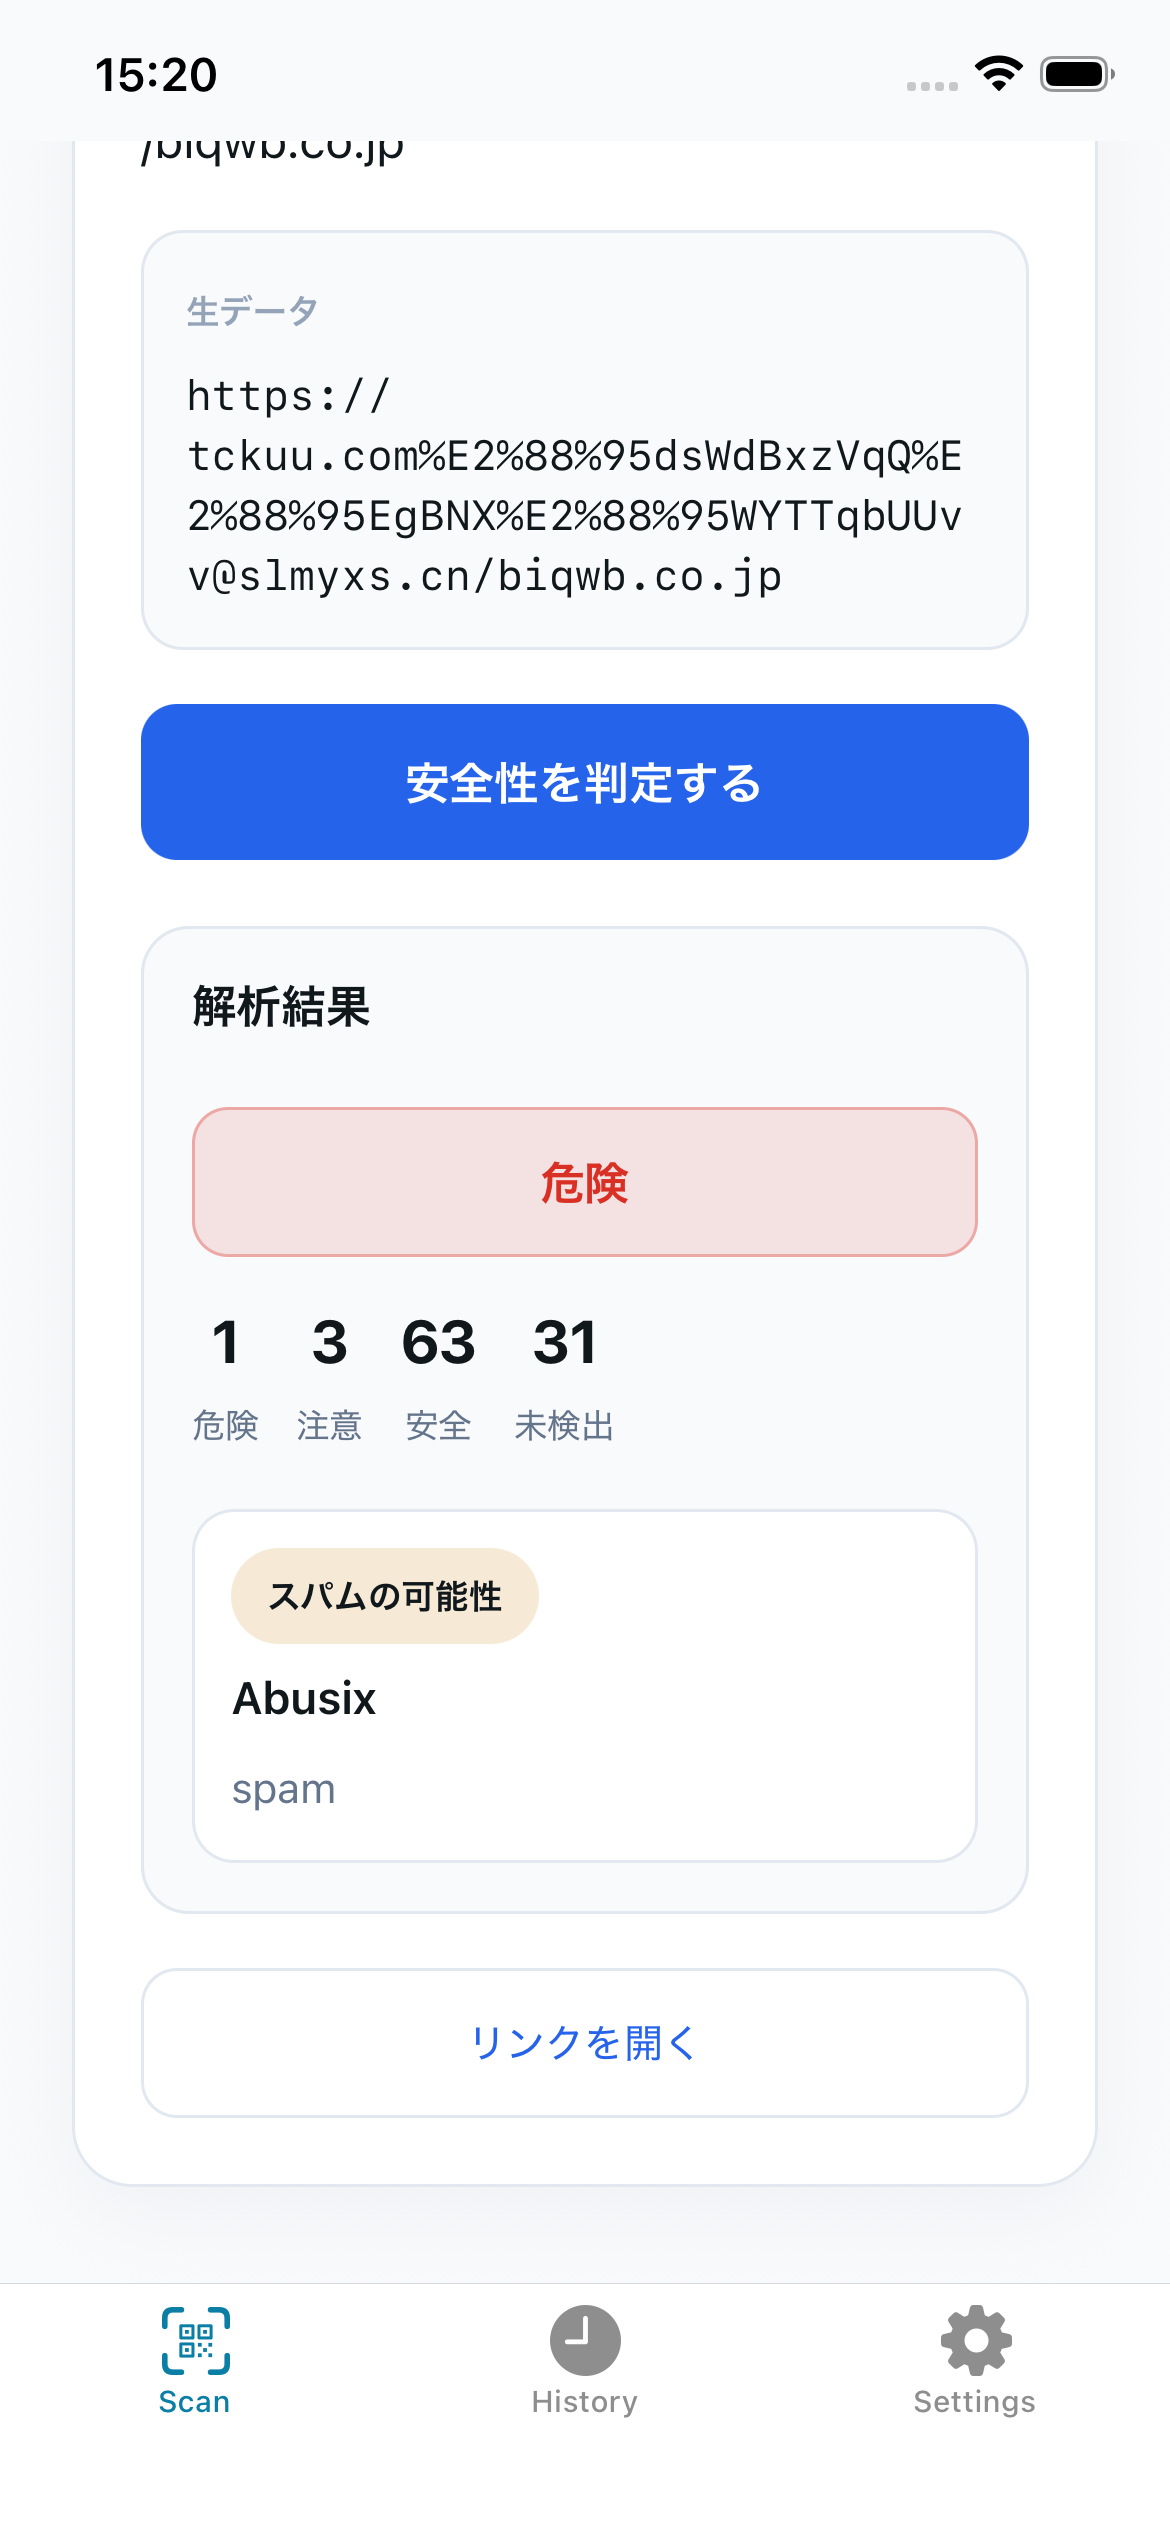 15:20
/biqwb.co.jp
生データ
https://
tckuu.com%E2%88%95dsWdBxzVqQ%E
2%88%95EgBNX%E2%88%95WYTTqbUUv
v@slmyxs.cn/biqwb.co.jp
安全性を判定する
解析結果
危険
1 3 63 31
危険 注意 安全 未検出
スパムの可能性
Abusix
spam
リンクを開く
Scan History Settings